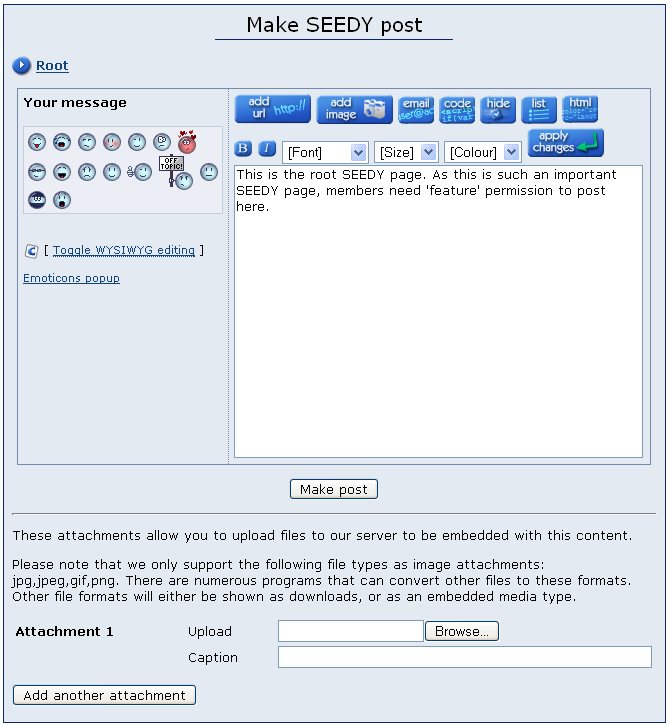 Make SEEDY post
Root
Your message
OFF TOPIC!
[ Toggle WYSIWYG editing ]
Emoticons popup
add url http://
add image
email
code
hide
list
html
B
I
[Font]
[Size]
[Colour]
apply changes
This is the root SEEDY page. As this is such an important
SEEDY page, members need 'feature' permission to post
here.
Make post
These attachments allow you to upload files to our server to be embedded with this content.
Please note that we only support the following file types as image attachments:
jpg,jpeg,gif,png. There are numerous programs that can convert other files to these formats.
Other file formats will either be shown as downloads, or as an embedded media type.
Attachment 1
Upload
Browse...
Caption
Add another attachment